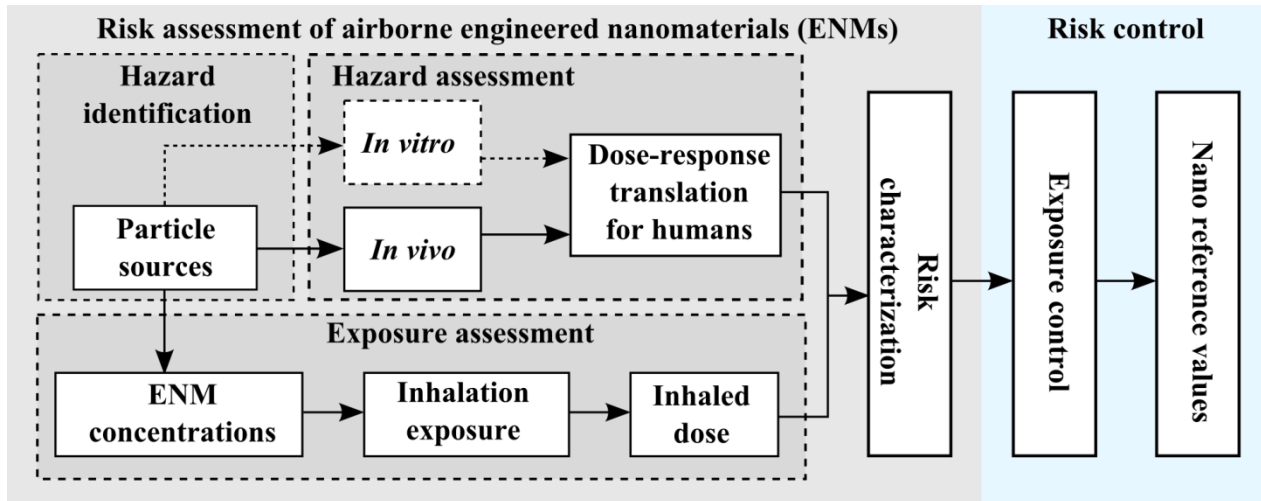 Risk assessment of airborne engineered nanomaterials (ENMs)
Risk control
Hazard
identification
Hazard assessment
In vitro
Dose-response
translation
for humans
Particle
sources
In vivo
Exposure assessment
ENM
concentrations
Inhalation
exposure
Inhaled
dose
Risk
characterization
Exposure control
Nano reference values